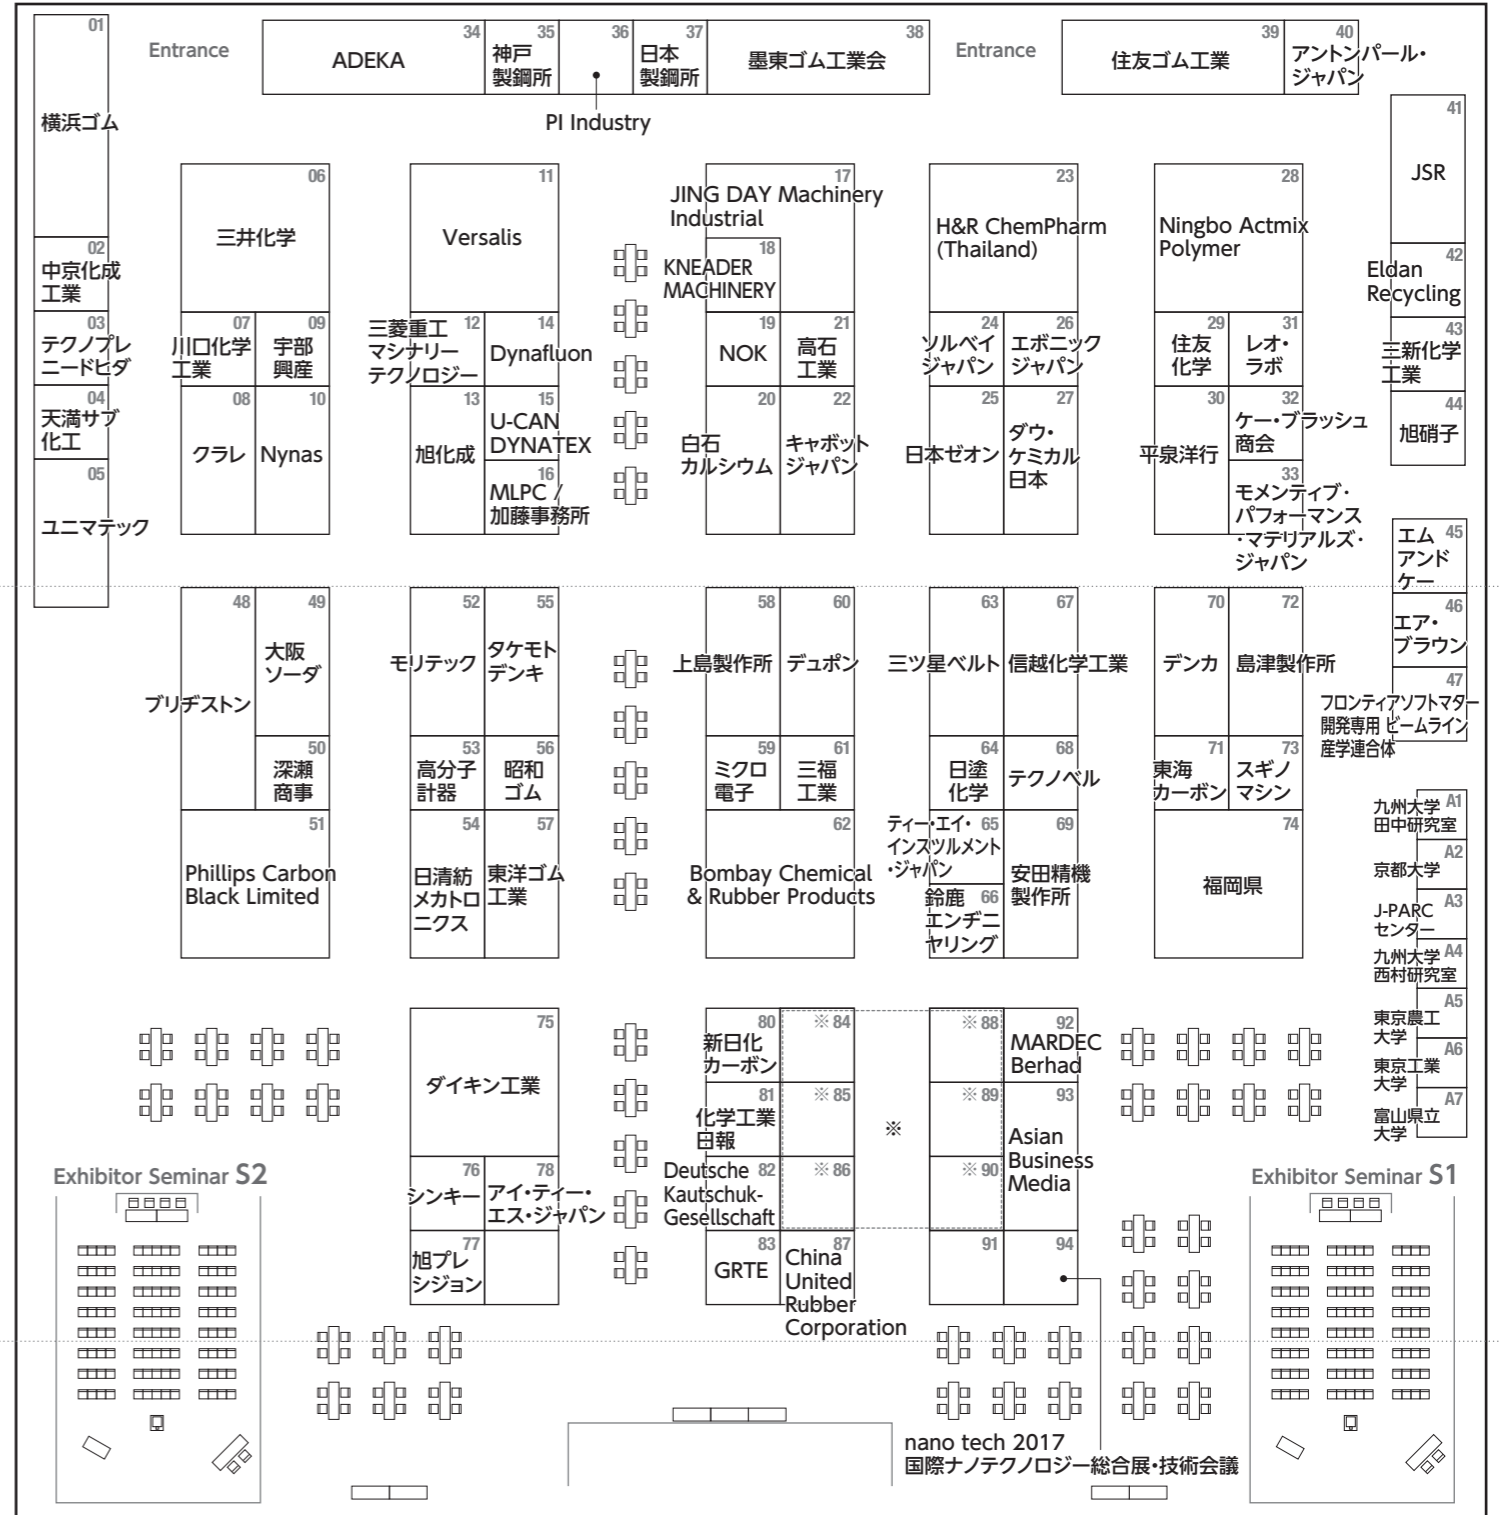 01
横浜ゴム
02
中京化成
工業
03
テクノプレ
ニードヒダ
04
天満サブ
化工
05
ユニマテック
Entrance
34
ADEKA
35
神戸
製鋼所
36
PI Industry
37
日本
製鋼所
38
墨東ゴム工業会
Entrance
39
住友ゴム工業
40
アントンパール・
ジャパン
41
JSR
42
Eldan
Recycling
43
三新化学
工業
44
旭硝子
06
三井化学
07
川口化学
工業
09
宇部
興産
08
クラレ
10
Nynas
11
Versalis
12
三菱重工
マシナリー
テクノロジー
14
Dynafluon
13
旭化成
15
U-CAN
DYNATEX
16
MLPC /
加藤事務所
17
JING DAY Machinery
Industrial
18
KNEADER
MACHINERY
19
NOK
21
高石
工業
20
白石
カルシウム
22
キャボット
ジャパン
23
H&R ChemPharm
(Thailand)
24
ソルベイ
ジャパン
26
エボニック
ジャパン
25
日本ゼオン
27
ダウ・
ケミカル
日本
28
Ningbo Actmix
Polymer
29
住友
化学
31
レオ・
ラボ
30
平泉洋行
32
ケー・ブラッシュ
商会
33
モメンティブ・
パフォーマンス
・マテリアルズ・
ジャパン
45
エム
アンド
ケー
46
エア・
ブラウン
47
フロンティアソフトマター
開発専用 ビームライン
産学連合体
48
ブリヂストン
49
大阪
ソーダ
50
深瀬
商事
51
Phillips Carbon
Black Limited
52
モリテック
55
タケモト
デンキ
53
高分子
計器
56
昭和
ゴム
54
日清紡
メカトロ
ニクス
57
東洋ゴム
工業
58
上島製作所
60
デュポン
59
ミクロ
電子
61
三福
工業
62
Bombay Chemical
& Rubber Products
63
三ツ星ベルト
67
信越化学工業
64
日塗
化学
68
テクノベル
65
ティー・エイ・
インスツルメント
・ジャパン
66
鈴鹿
エンヂニ
ヤリング
69
安田精機
製作所
70
デンカ
72
島津製作所
71
東海
カーボン
73
スギノ
マシン
74
福岡県
A1
九州大学
田中研究室
A2
京都大学
A3
J-PARC
センター
A4
九州大学
西村研究室
A5
東京農工
大学
A6
東京工業
大学
A7
富山県立
大学
75
ダイキン工業
76
シンキー
78
アイ・ティー・
エス・ジャパン
77
旭プレ
シジョン
80
新日化
カーボン
81
化学工業
日報
82
Deutsche
Kautschuk-
Gesellschaft
83
GRTE
※84
※85
※86
87
China
United
Rubber
Corporation
※
※88
※89
※90
91
92
MARDEC
Berhad
93
Asian
Business
Media
94
nano tech 2017
国際ナノテクノロジー総合展・技術会議
Exhibitor Seminar S2
Exhibitor Seminar S1